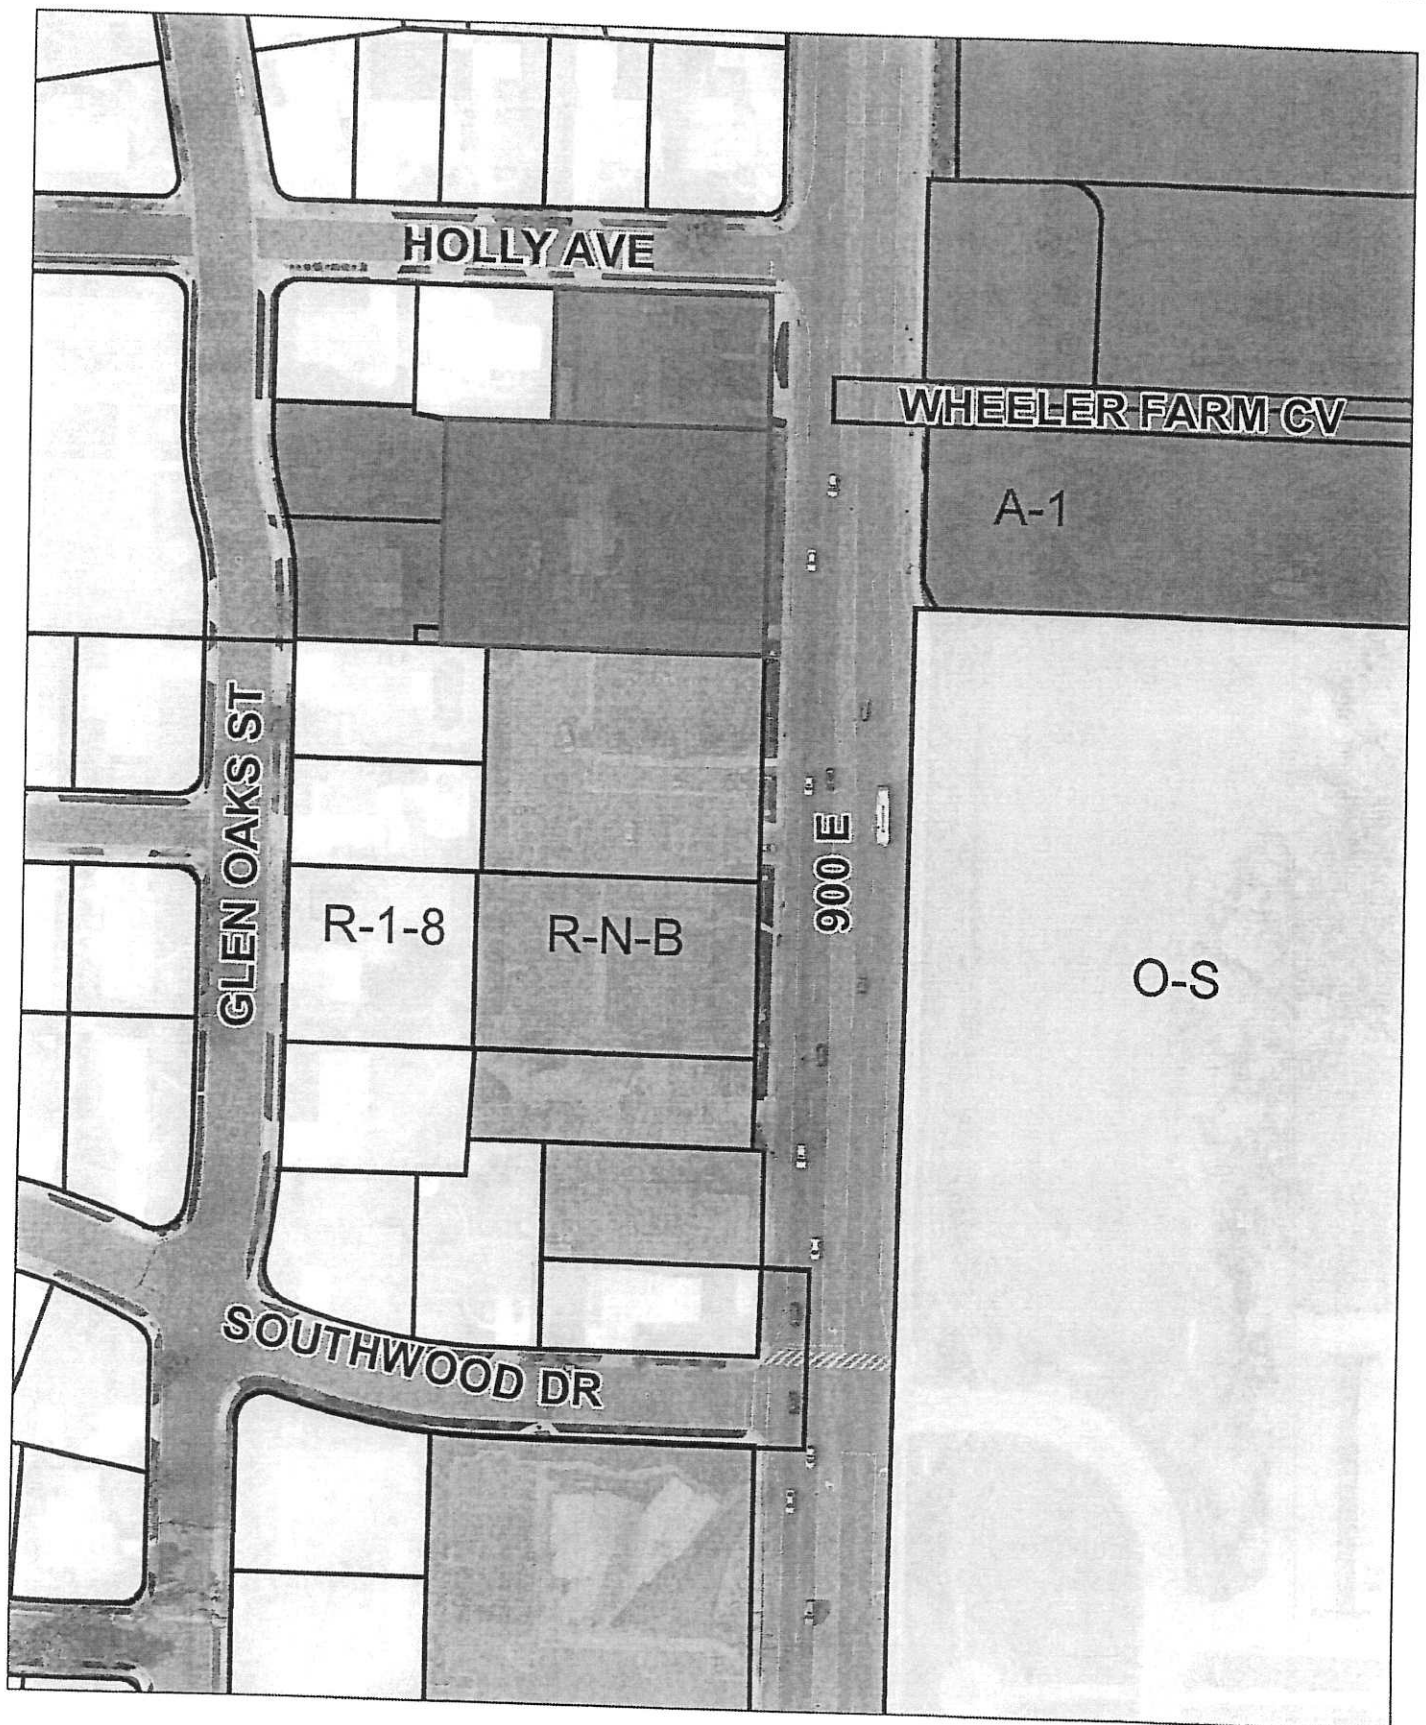 HOLLY AVE
WHEELER FARM CV
A-1
GLEN OAKS ST
900 E
R-1-8
R-N-B
O-S
SOUTHWOOD DR